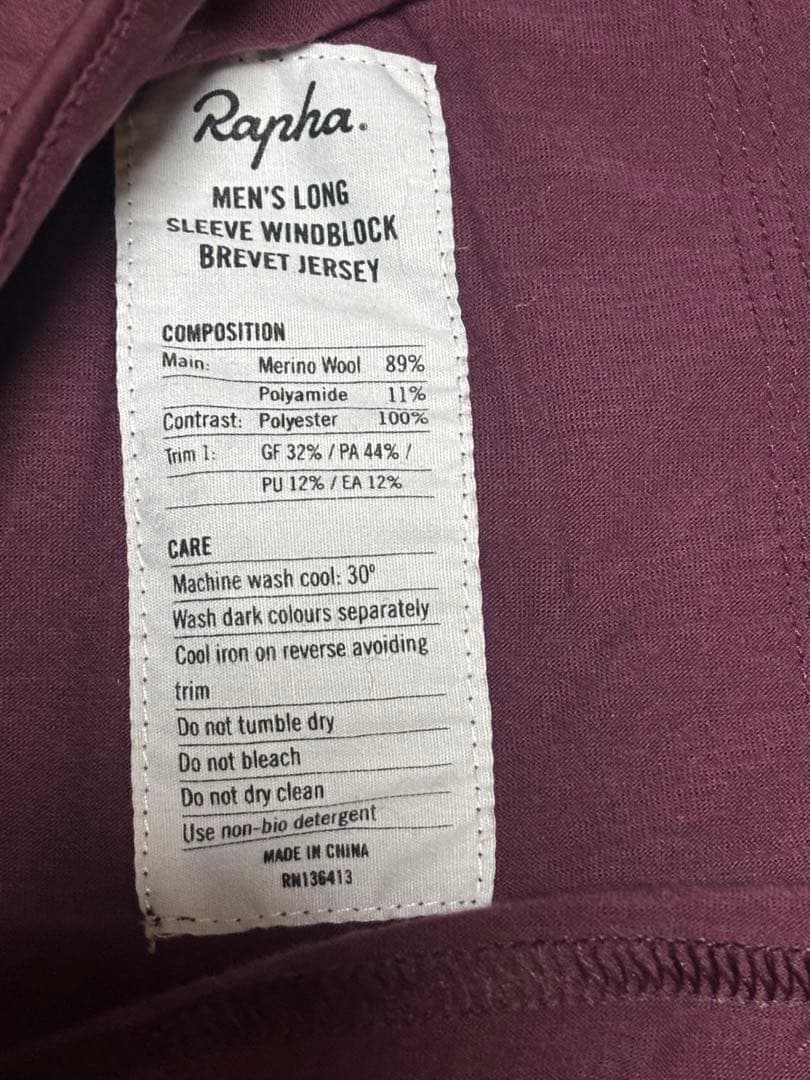 Rapha.
MEN'S LONG
SLEEVE WINDBLOCK
BREVET JERSEY
COMPOSITION
Main: Merino Wool 89%
Polyamide 11%
Contrast: Polyester 100%
Trim 1: GF 32% / PA 44% /
PU 12% / EA 12%
CARE
Machine wash cool: 30º
Wash dark colours separately
Cool iron on reverse avoiding
trim
Do not tumble dry
Do not bleach
Do not dry clean
Use non-bio detergent
MADE IN CHINA
RN136413